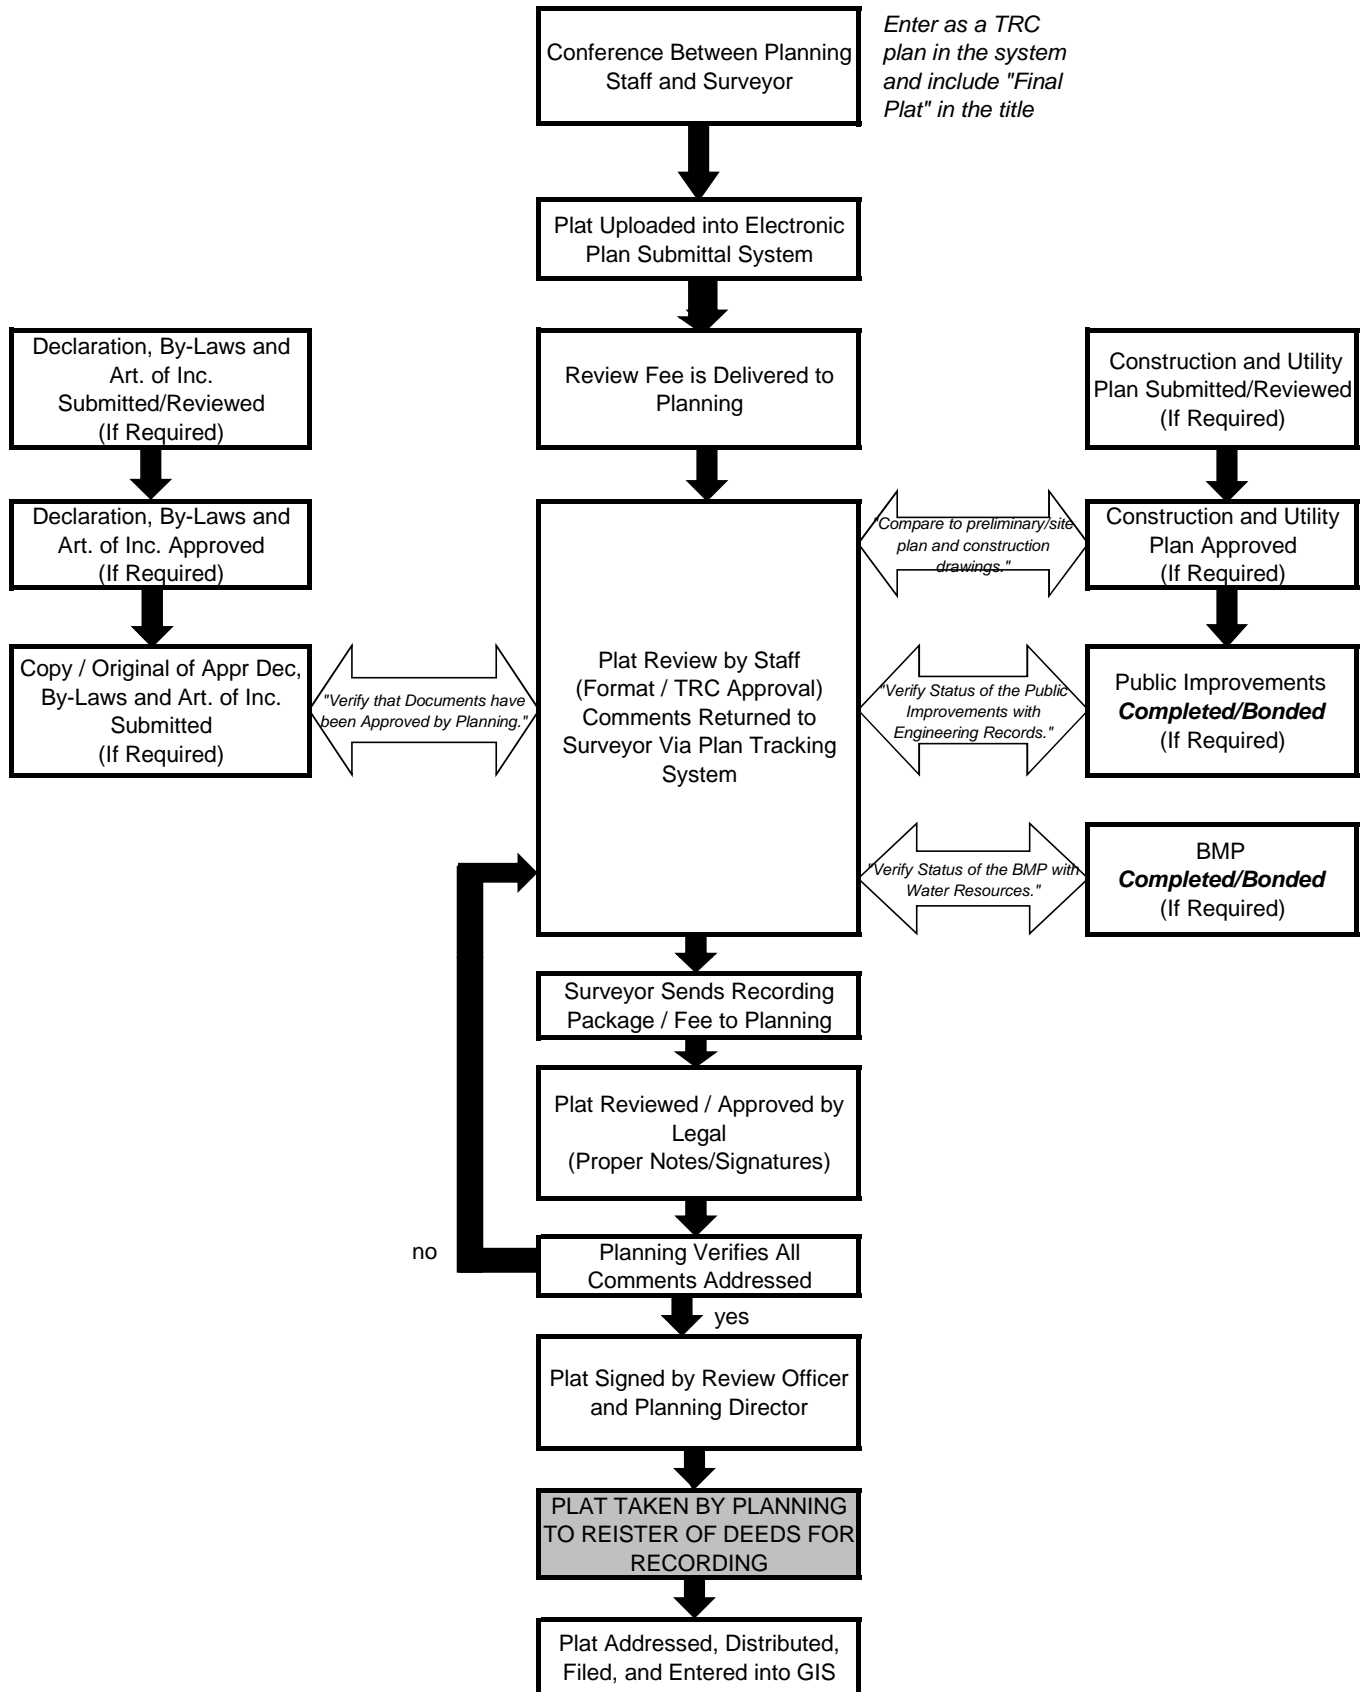 Conference Between Planning
Staff and Surveyor
Enter as a TRC
plan in the system
and include "Final
Plat" in the title
Plat Uploaded into Electronic
Plan Submittal System
Declaration, By-Laws and
Art. of Inc.
Submitted/Reviewed
(If Required)
Review Fee is Delivered to
Planning
Construction and Utility
Plan Submitted/Reviewed
(If Required)
Declaration, By-Laws and
Art. of Inc. Approved
(If Required)
"Compare to preliminary/site
plan and construction
drawings."
Construction and Utility
Plan Approved
(If Required)
Copy / Original of Appr Dec,
By-Laws and Art. of Inc.
Submitted
(If Required)
"Verify that Documents have
been Approved by Planning."
Plat Review by Staff
(Format / TRC Approval)
Comments Returned to
Surveyor Via Plan Tracking
System
"Verify Status of the Public
Improvements with
Engineering Records."
Public Improvements
Completed/Bonded
(If Required)
"Verify Status of the BMP with
Water Resources."
BMP
Completed/Bonded
(If Required)
Surveyor Sends Recording
Package / Fee to Planning
Plat Reviewed / Approved by
Legal
(Proper Notes/Signatures)
no
Planning Verifies All
Comments Addressed
yes
Plat Signed by Review Officer
and Planning Director
PLAT TAKEN BY PLANNING
TO REISTER OF DEEDS FOR
RECORDING
Plat Addressed, Distributed,
Filed, and Entered into GIS